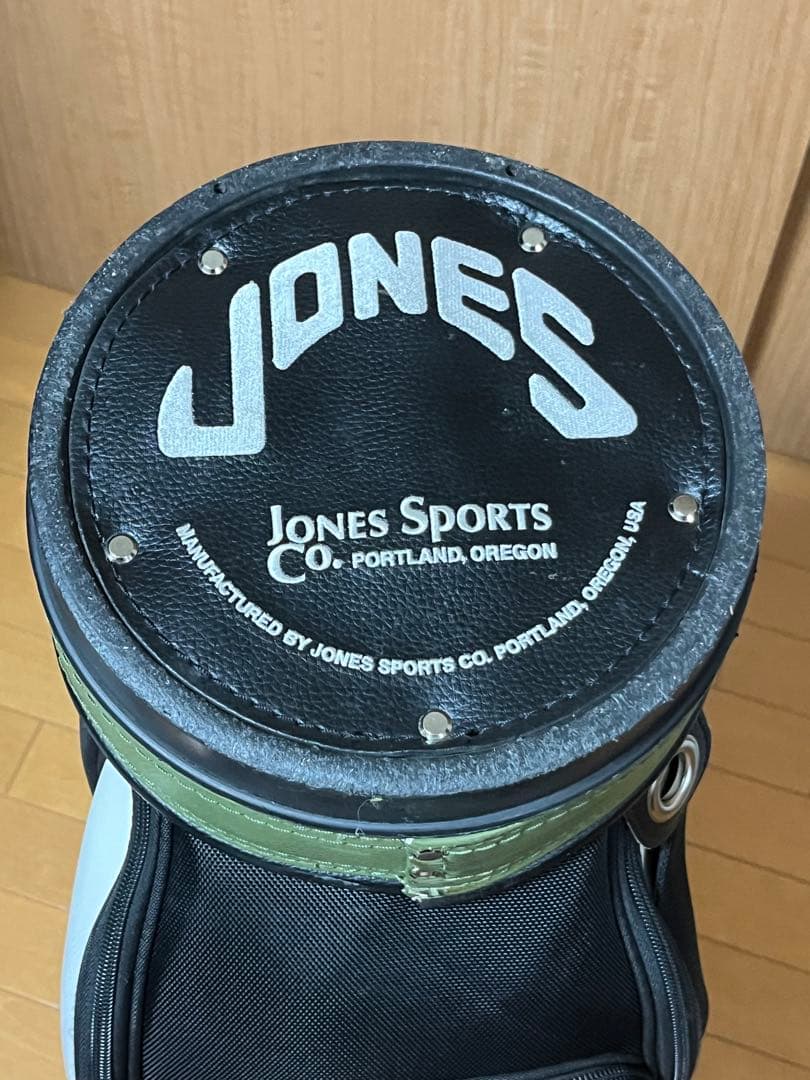 JONES
JONES SPORTS
CO. PORTLAND, OREGON
MANUFACTURED BY JONES SPORTS CO. PORTLAND, OREGON, USA